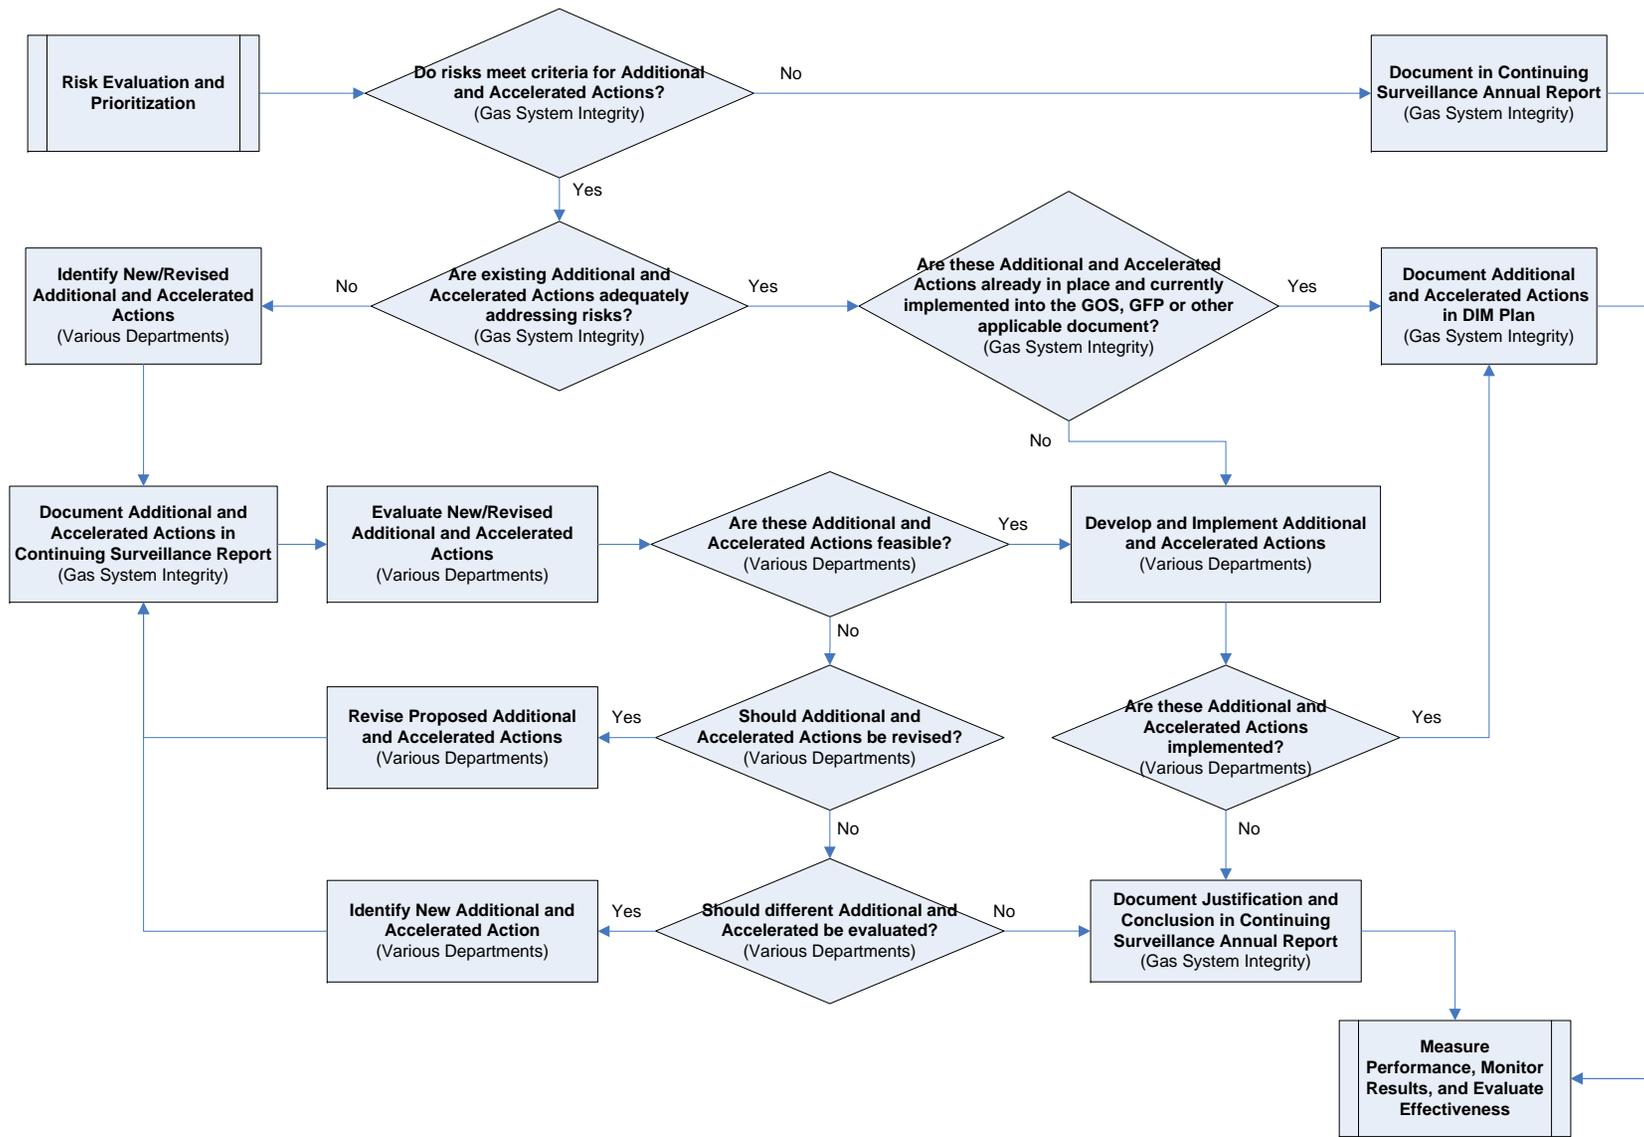 Risk Evaluation and
Prioritization
Do risks meet criteria for Additional
and Accelerated Actions?
(Gas System Integrity)
No
Document in Continuing
Surveillance Annual Report
(Gas System Integrity)
Yes
Identify New/Revised
Additional and Accelerated
Actions
(Various Departments)
No
Are existing Additional and
Accelerated Actions adequately
addressing risks?
(Gas System Integrity)
Yes
Are these Additional and Accelerated
Actions already in place and currently
implemented into the GOS, GFP or other
applicable document?
(Gas System Integrity)
Yes
Document Additional
and Accelerated Actions
in DIM Plan
(Gas System Integrity)
No
Document Additional and
Accelerated Actions in
Continuing Surveillance Report
(Gas System Integrity)
Evaluate New/Revised
Additional and Accelerated
Actions
(Various Departments)
Are these Additional and
Accelerated Actions feasible?
(Various Departments)
Yes
Develop and Implement Additional
and Accelerated Actions
(Various Departments)
No
Revise Proposed Additional
and Accelerated Actions
(Various Departments)
Yes
Should Additional and
Accelerated Actions be revised?
(Various Departments)
Are these Additional and
Accelerated Actions
implemented?
(Various Departments)
Yes
No
No
Identify New Additional and
Accelerated Action
(Various Departments)
Yes
Should different Additional and
Accelerated be evaluated?
(Various Departments)
No
Document Justification and
Conclusion in Continuing
Surveillance Annual Report
(Gas System Integrity)
Measure
Performance, Monitor
Results, and Evaluate
Effectiveness